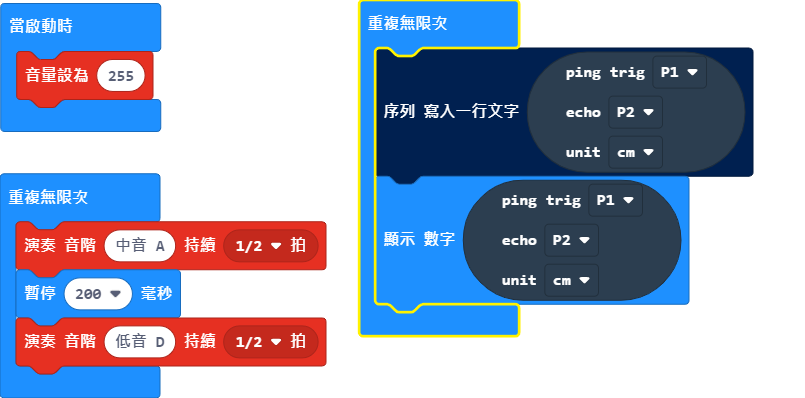 當啟動時
音量設為 255
重複無限次
演奏 音階 中音 A 持續 1/2 拍
暫停 200 毫秒
演奏 音階 低音 D 持續 1/2 拍
重複無限次
序列 寫入一行文字 ping trig P1
echo P2
unit cm
顯示 數字 ping trig P1
echo P2
unit cm